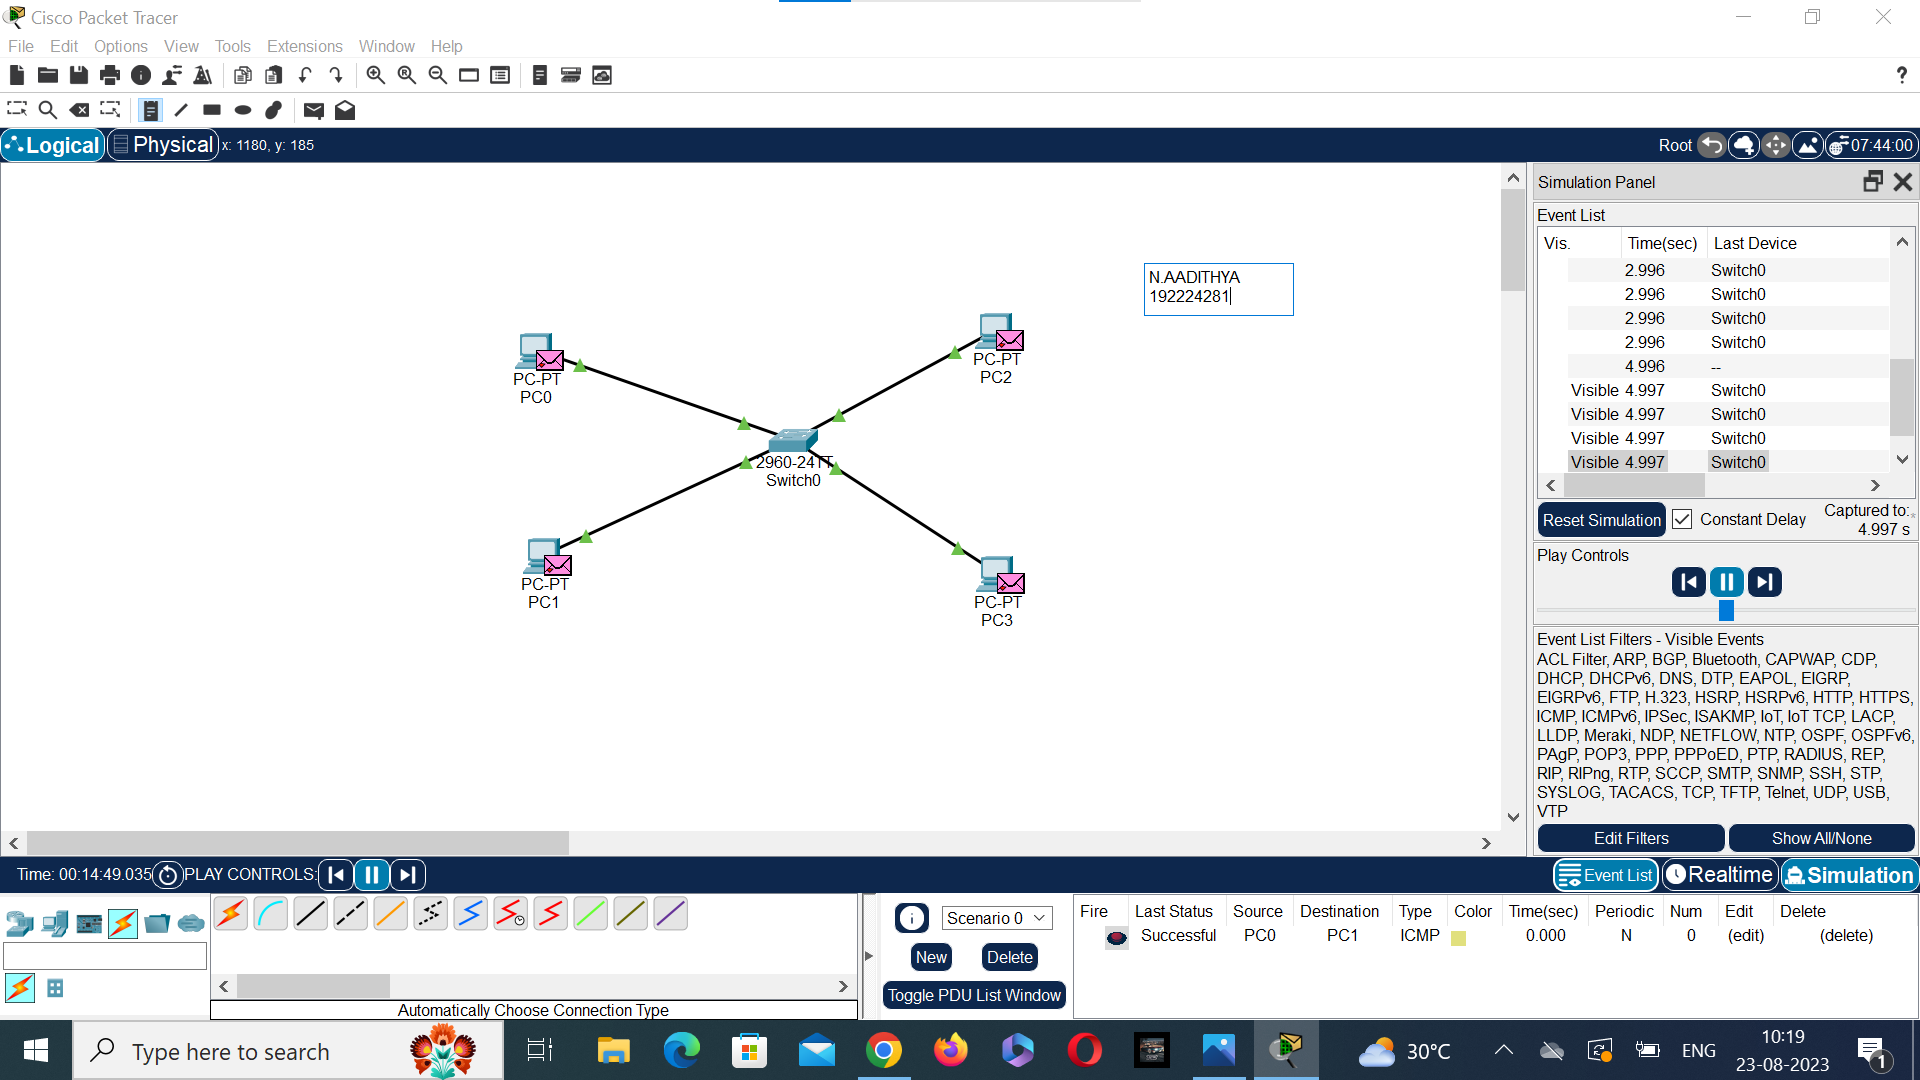 Cisco Packet Tracer
File Edit Options View Tools Extensions Window Help
Logical Physical x: 1180, y: 185 Root 07:44:00
N.AADITHYA
192224281
PC-PT
PC0
PC-PT
PC2
2960-24TT
Switch0
PC-PT
PC1
PC-PT
PC3
Simulation Panel
Event List
Vis. Time(sec) Last Device
2.996 Switch0
2.996 Switch0
2.996 Switch0
2.996 Switch0
4.996 --
Visible 4.997 Switch0
Visible 4.997 Switch0
Visible 4.997 Switch0
Visible 4.997 Switch0
Reset Simulation Constant Delay Captured to:
4.997 s
Play Controls
Event List Filters - Visible Events
ACL Filter, ARP, BGP, Bluetooth, CAPWAP, CDP,
DHCP, DHCPv6, DNS, DTP, EAPOL, EIGRP,
EIGRPv6, FTP, H.323, HSRP, HSRPv6, HTTP, HTTPS,
ICMP, ICMPv6, IPSec, ISAKMP, IoT, IoT TCP, LACP,
LLDP, Meraki, NDP, NETFLOW, NTP, OSPF, OSPFv6,
PAgP, POP3, PPP, PPPoED, PTP, RADIUS, REP,
RIP, RIPng, RTP, SCCP, SMTP, SNMP, SSH, STP,
SYSLOG, TACACS, TCP, TFTP, Telnet, UDP, USB,
VTP
Edit Filters Show All/None
Time: 00:14:49.035 PLAY CONTROLS: Event List Realtime Simulation
Automatically Choose Connection Type
Scenario 0
New Delete
Toggle PDU List Window
Fire Last Status Source Destination Type Color Time(sec) Periodic Num Edit Delete
Successful PC0 PC1 ICMP 0.000 N 0 (edit) (delete)
Type here to search
30°C
ENG
10:19
23-08-2023
1